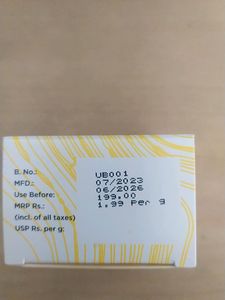 B. No.: UB001
MFD.: 07/2023
Use Before: 06/2026
MRP Rs.: 199.00
(incl. of all taxes)
USP Rs. per g: 1.99 Per g